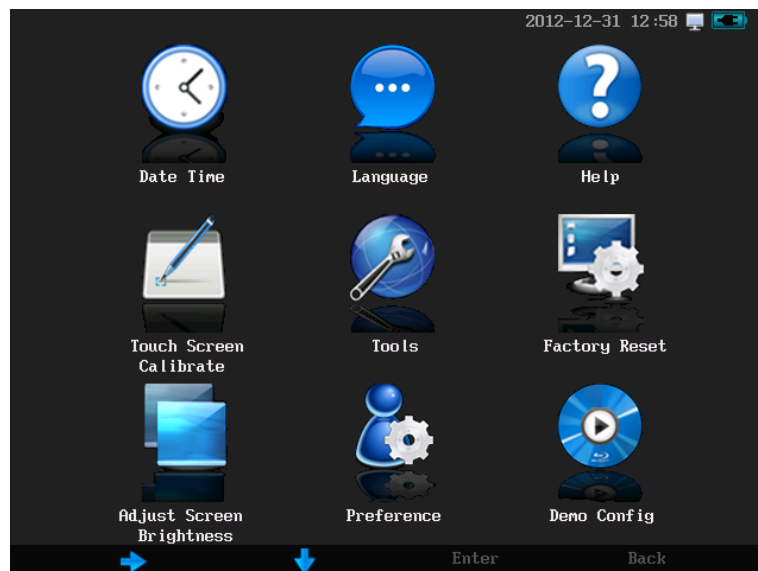 2012-12-31 12:58
Date Time
Language
Help
Touch Screen
Calibrate
Tools
Factory Reset
Adjust Screen
Brightness
Preference
Demo Config
Enter
Back